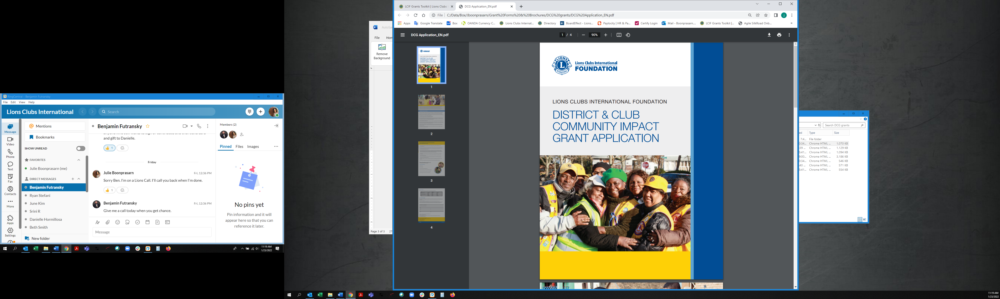 RingCentral - Benjamin Futransky
File Edit View Help
Lions Clubs International
Search
Message
Video
Phone
Text
Fax
Contacts
More
Apps
Settings
Mentions
Bookmarks
SHOW UNREAD
FAVORITES
Julie Boonprasarn (me)
DIRECT MESSAGES
Benjamin Futransky
Ryan Stefani
June Kim
Srini R
Danielle Hormillosa
Beth Smith
New folder
Benjamin Futransky
and gift to Danielle.
1
Friday
Julie Boonprasarn Fri, 12:36 PM
Sorry Ben. I'm on a Lions Call. I'll call you back when I'm done.
1
Benjamin Futransky Fri, 12:36 PM
Give me a call today when you get chance.
Message
Members (2)
Pinned Files Images
No pins yet
Pin information and it will
appear here so that you can
reference it later.
11:19 AM
1/23/2022
AutoSa
File Hom
Remove
Background
Page 3 of 3 27
LCIF Grants Toolkit | Lions Clubs
DCG Application_EN.pdf
File | C:/Data/Box/Jboonprasarn/Grant%20Forms%20&%20Brochures/DCG%20grants/DCG%20Application_EN.pdf
Apps Google Translate Box OANDA Currency C... Lions Clubs Internat... Directory BoardEffect - Lions... Paylocity | HR & Pa... Certify Login Mail - Boonprasarn,... LCIF Grants Toolkit |... Agile SilkRoad Onb... »
DCG Application_EN.pdf 1 / 4 90%
1
2
3
4
LIONS
L
INTERNATIONAL
Lions Clubs International
FOUNDATION
LIONS CLUBS INTERNATIONAL FOUNDATION
DISTRICT & CLUB
COMMUNITY IMPACT
GRANT APPLICATION
STOP
Search DCG grants
ed Type Size
7:4... File folder
0:34... Chrome HTML ... 1,070 KB
:39 ... Chrome HTML ... 1,129 KB
5:41... Chrome HTML ... 1,094 KB
9:00... Chrome HTML ... 3,186 KB
0:34... Chrome HTML ... 546 KB
:40 ... Chrome HTML ... 571 KB
5:41... Chrome HTML ... 554 KB
11:19 AM
1/23/2022